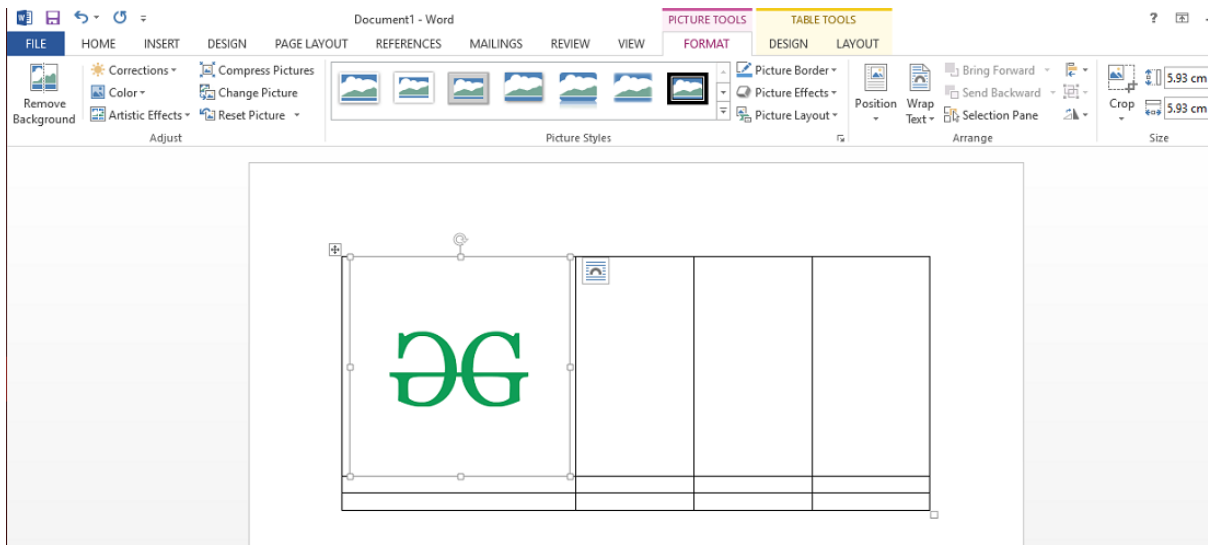 Document1 - Word
PICTURE TOOLS
TABLE TOOLS
?
FILE
HOME
INSERT
DESIGN
PAGE LAYOUT
REFERENCES
MAILINGS
REVIEW
VIEW
FORMAT
DESIGN
LAYOUT
Remove
Background
Corrections
Color
Artistic Effects
Compress Pictures
Change Picture
Reset Picture
Adjust
Picture Styles
Picture Border
Picture Effects
Picture Layout
Position
Wrap
Text
Bring Forward
Send Backward
Selection Pane
Arrange
Crop
5.93 cm
5.93 cm
Size